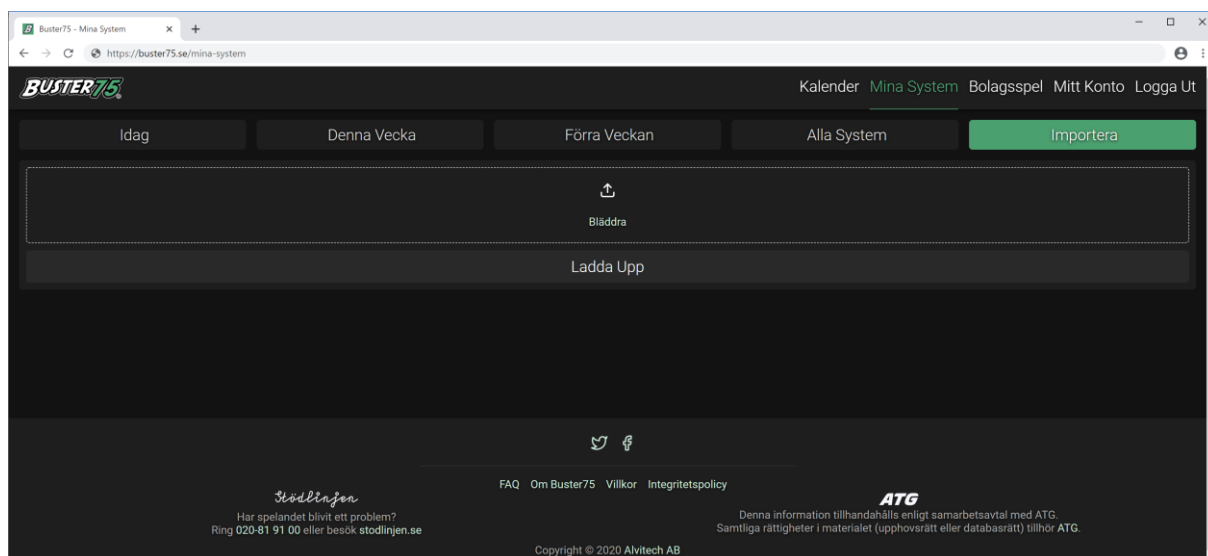 Buster75 - Mina System
https://buster75.se/mina-system
BUSTER75
Kalender Mina System Bolagsspel Mitt Konto Logga Ut
Idag Denna Vecka Förra Veckan Alla System Importera
Bläddra
Ladda Upp
FAQ Om Buster75 Villkor Integritetspolicy
Stödlinjen
Har spelandet blivit ett problem?
Ring 020-81 91 00 eller besök stodlinjen.se
ATG
Denna information tillhandahålls enligt samarbetsavtal med ATG.
Samtliga rättigheter i materialet (upphovsrätt eller databasrätt) tillhör ATG.
Copyright © 2020 Alvitech AB